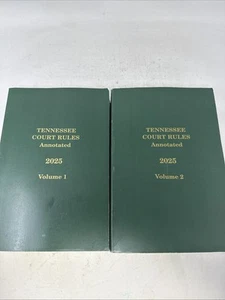 TENNESSEE
COURT RULES
Annotated
2025
Volume 1
TENNESSEE
COURT RULES
Annotated
2025
Volume 2